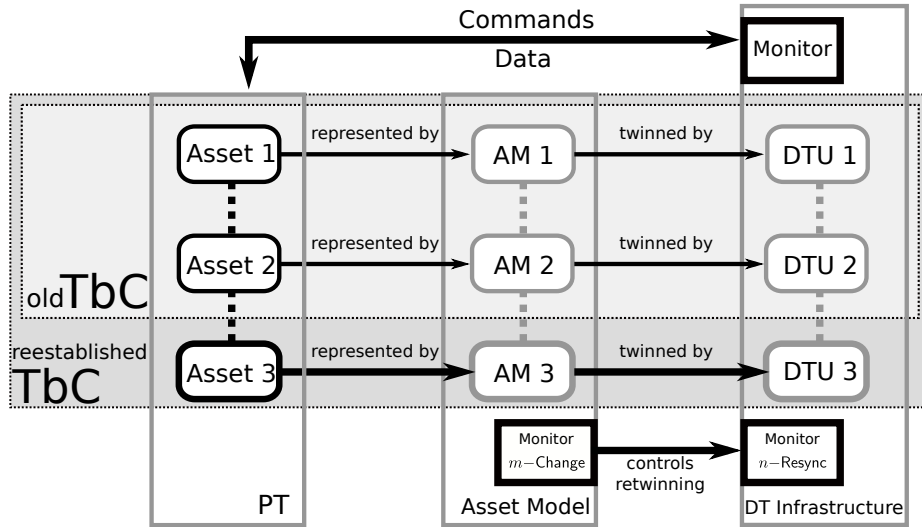 Commands
Data
Monitor
Asset 1
represented by
AM 1
twinned by
DTU 1
Asset 2
represented by
AM 2
twinned by
DTU 2
oldTbC
reestablished
TbC
Asset 3
represented by
AM 3
twinned by
DTU 3
Monitor
m−Change
controls
retwinning
Monitor
n−Resync
PT
Asset Model
DT Infrastructure